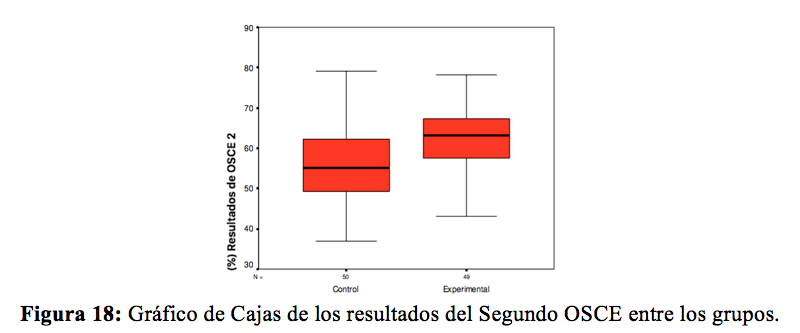 90
80
70
60
50
40
30
(%) Resultados de OSCE 2
N = 50 49
Control Experimental
Figura 18: Gráfico de Cajas de los resultados del Segundo OSCE entre los grupos.